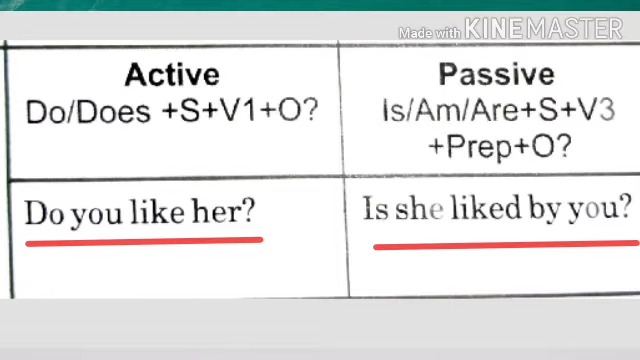 Made with KINEMASTER
Active
Passive
Do/Does +S+V1+O?
Is/Am/Are+S+V3
+Prep+O?
Do you like her?
Is she liked by you?